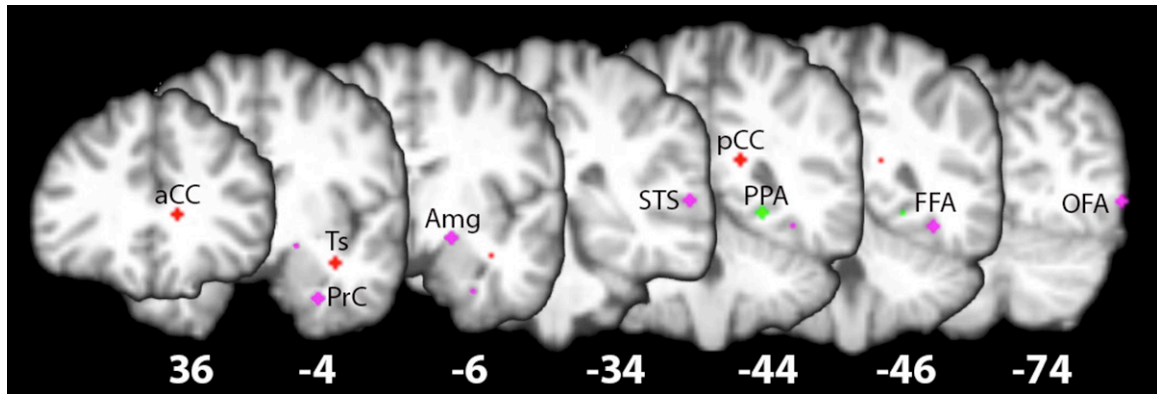 aCC
Ts
PrC
Amg
STS
pCC
PPA
FFA
OFA
36 -4 -6 -34 -44 -46 -74